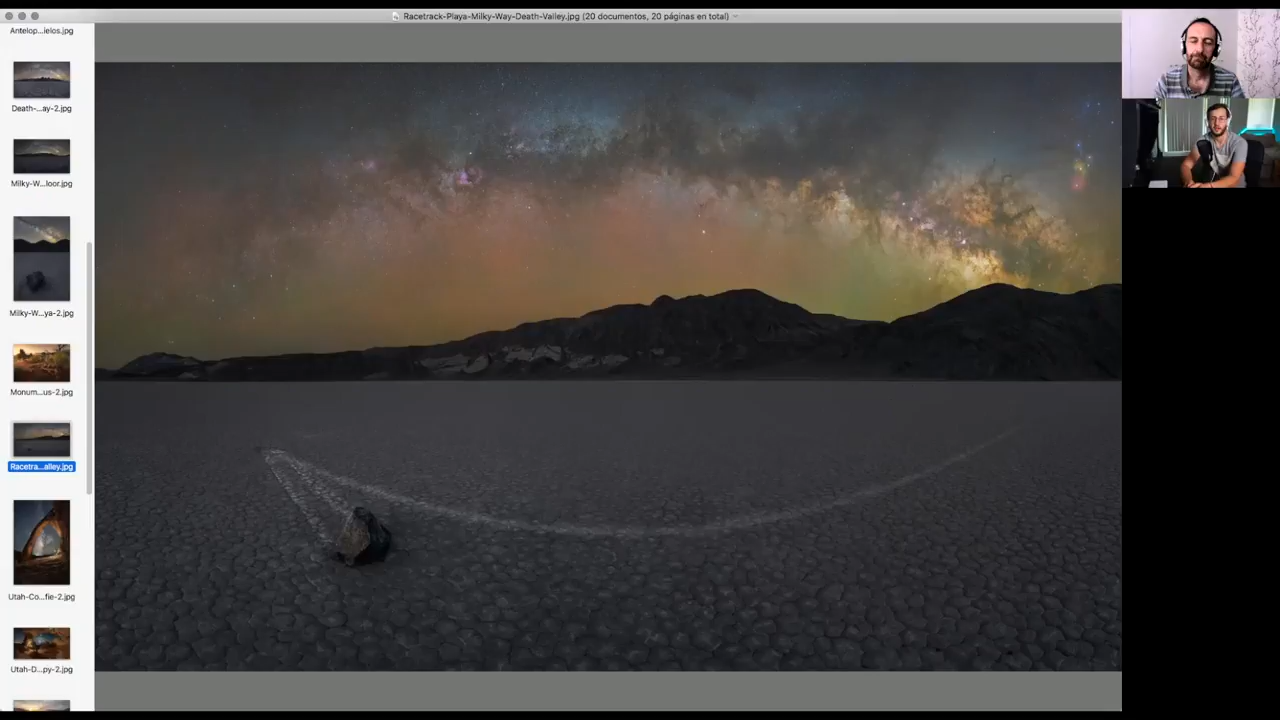 Racetrack-Playa-Milky-Way-Death-Valley.jpg (20 documentos, 20 páginas en total)
Antelop...ielos.jpg
Death-...ay-2.jpg
Milky-W...loor.jpg
Milky-W...ya-2.jpg
Monum...us-2.jpg
Racetra...alley.jpg
Utah-Co...fie-2.jpg
Utah-D...py-2.jpg